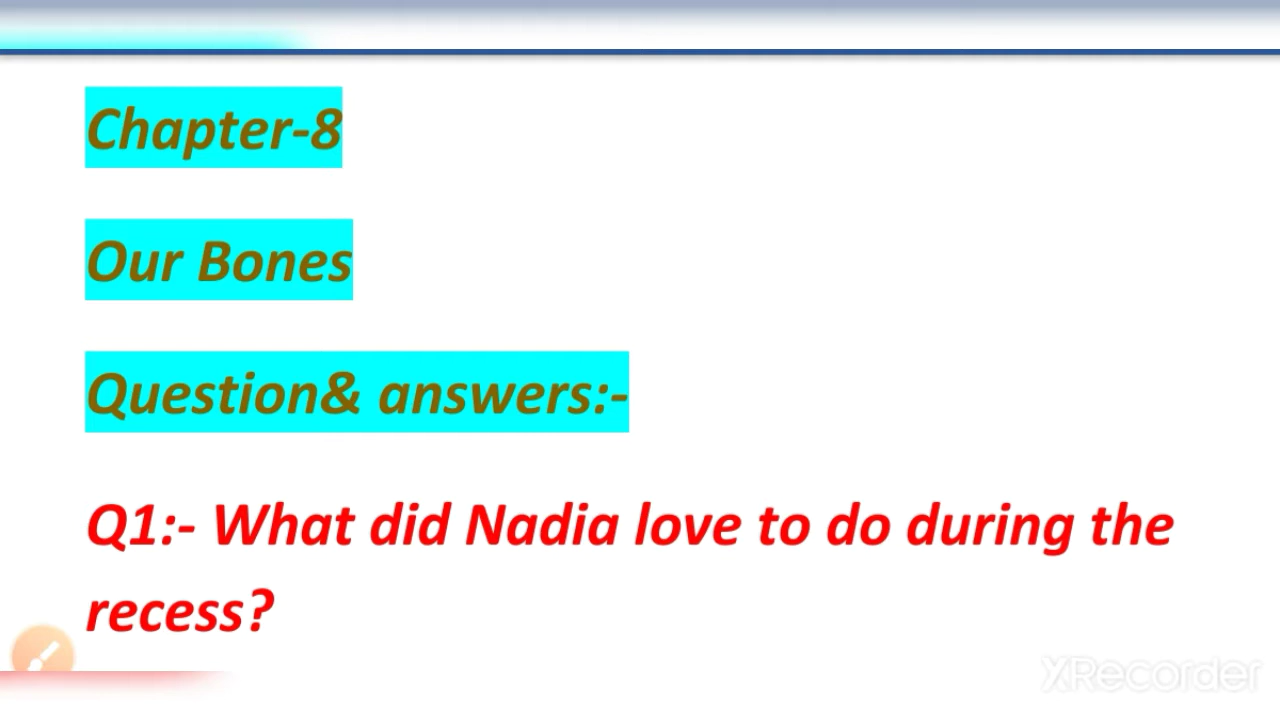 Chapter-8
Our Bones
Question& answers:-
Q1:- What did Nadia love to do during the
recess?
XRecorder